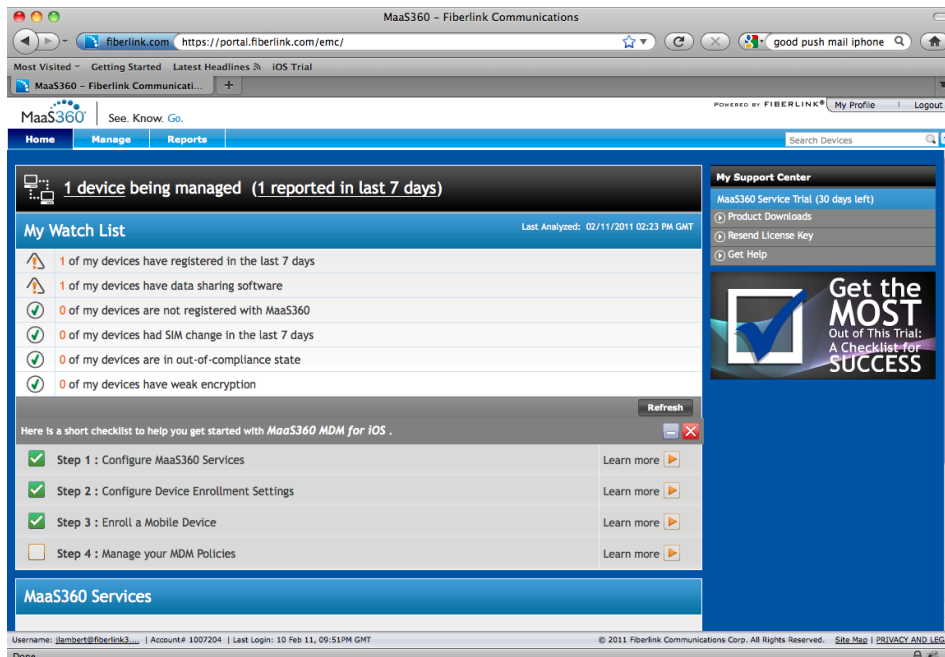 MaaS360 – Fiberlink Communications
fiberlink.com https://portal.fiberlink.com/emc/
good push mail iphone
Most Visited Getting Started Latest Headlines iOS Trial
MaaS360 – Fiberlink Communicati... +
MaaS360 See. Know. Go.
POWERED BY FIBERLINK® My Profile | Logout
Home Manage Reports
Search Devices
1 device being managed (1 reported in last 7 days)
My Watch List
Last Analyzed: 02/11/2011 02:23 PM GMT
1 of my devices have registered in the last 7 days
1 of my devices have data sharing software
0 of my devices are not registered with MaaS360
0 of my devices had SIM change in the last 7 days
0 of my devices are in out-of-compliance state
0 of my devices have weak encryption
Refresh
Here is a short checklist to help you get started with MaaS360 MDM for iOS .
Step 1 : Configure MaaS360 Services Learn more
Step 2 : Configure Device Enrollment Settings Learn more
Step 3 : Enroll a Mobile Device Learn more
Step 4 : Manage your MDM Policies Learn more
MaaS360 Services
My Support Center
MaaS360 Service Trial (30 days left)
Product Downloads
Resend License Key
Get Help
Get the
MOST
Out of This Trial:
A Checklist for
SUCCESS
Username: jlambert@fiberlink3.... | Account# 1007204 | Last Login: 10 Feb 11, 09:51PM GMT
© 2011 Fiberlink Communications Corp. All Rights Reserved. Site Map | PRIVACY AND LEG
Done